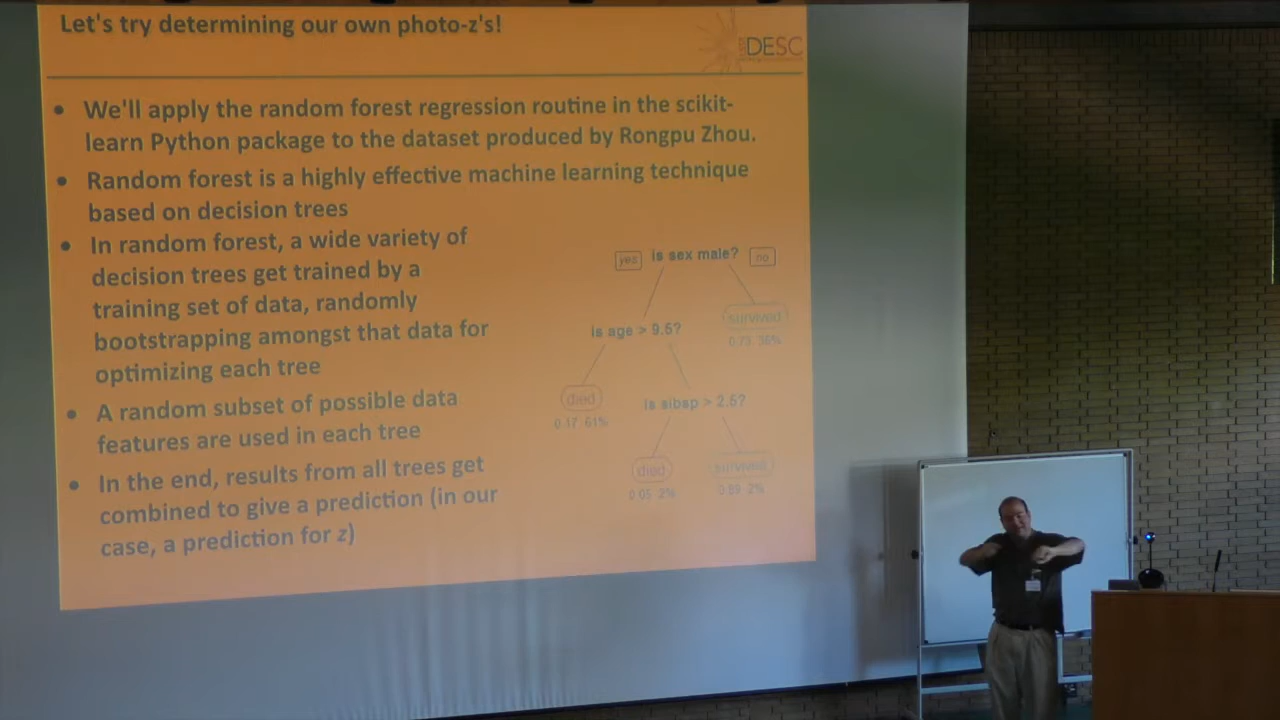 Let's try determining our own photo-z's!
DESC
• We'll apply the random forest regression routine in the scikit-
learn Python package to the dataset produced by Rongpu Zhou.
• Random forest is a highly effective machine learning technique
based on decision trees
• In random forest, a wide variety of
decision trees get trained by a
training set of data, randomly
bootstrapping amongst that data for
optimizing each tree
• A random subset of possible data
features are used in each tree
• In the end, results from all trees get
combined to give a prediction (in our
case, a prediction for z)
yes is sex male? no
survived
0.73 36%
is age > 9.5?
died
0.17 61%
is sibsp > 2.5?
died
0.05 2%
survived
0.89 2%